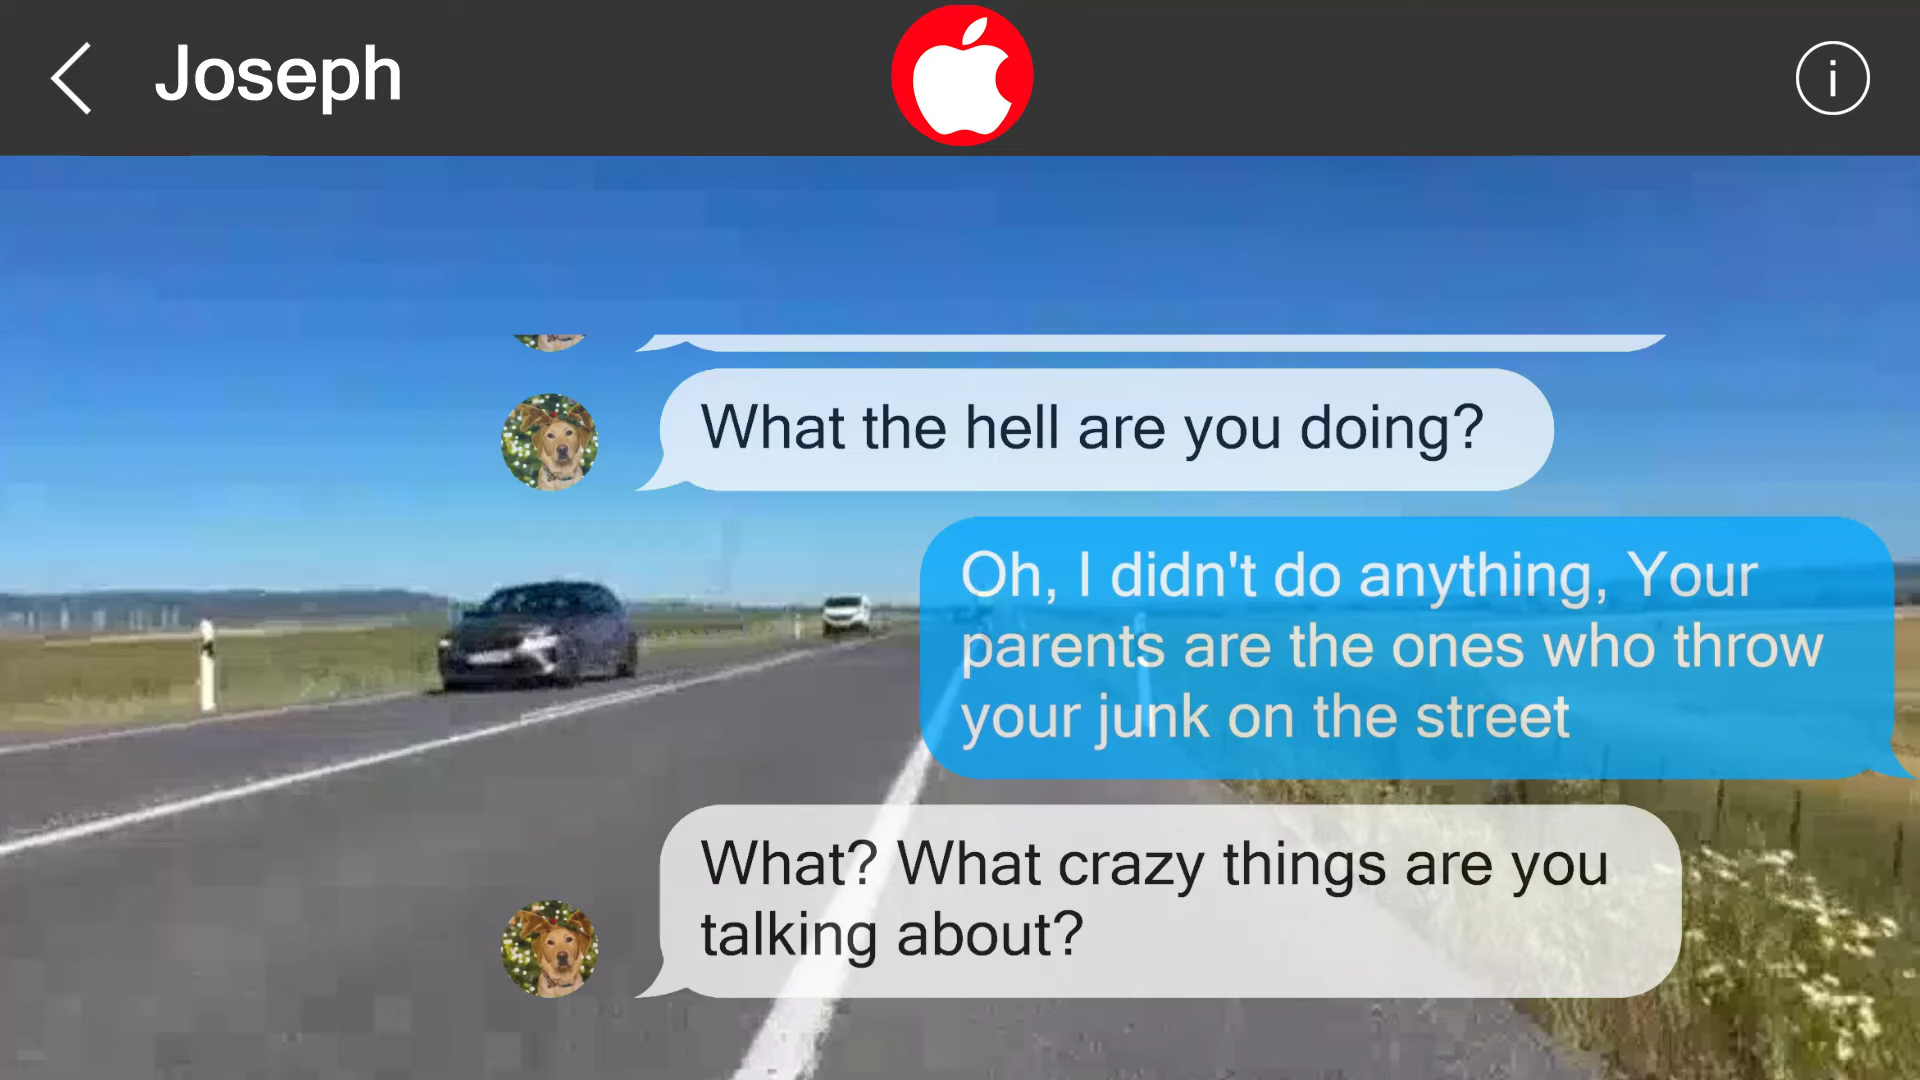 Joseph
What the hell are you doing?
Oh, I didn't do anything, Your
parents are the ones who throw
your junk on the street
What? What crazy things are you
talking about?